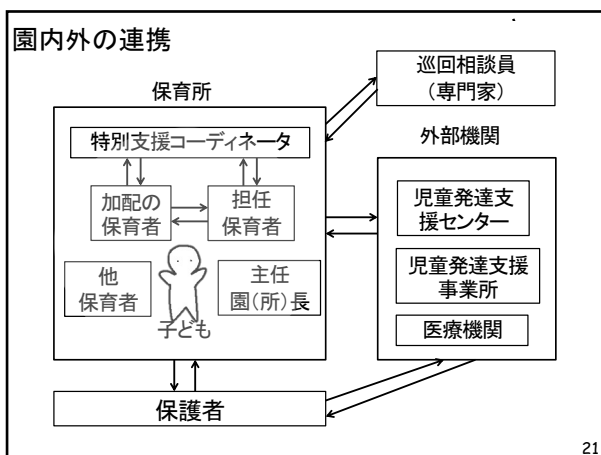 園内外の連携
巡回相談員
(専門家)
保育所
外部機関
特別支援コーディネータ
加配の
保育者
担任
保育者
他
保育者
主任
園(所)長
子ども
児童発達支
援センター
児童発達支援
事業所
医療機関
保護者
21